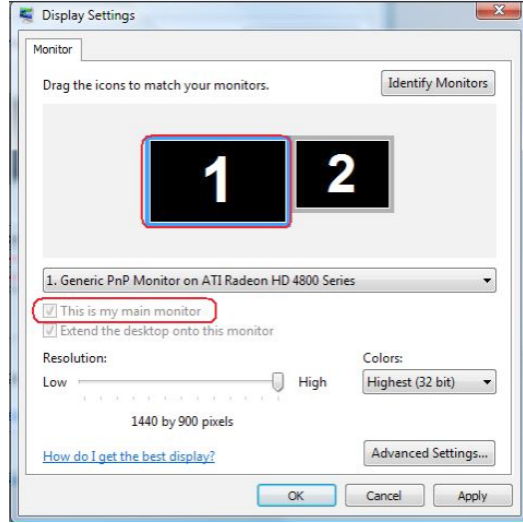 Display Settings
Monitor
Drag the icons to match your monitors.
Identify Monitors
1
2
1. Generic PnP Monitor on ATI Radeon HD 4800 Series
This is my main monitor
Extend the desktop onto this monitor
Resolution:
Colors:
Low
High
Highest (32 bit)
1440 by 900 pixels
How do I get the best display?
Advanced Settings...
OK
Cancel
Apply